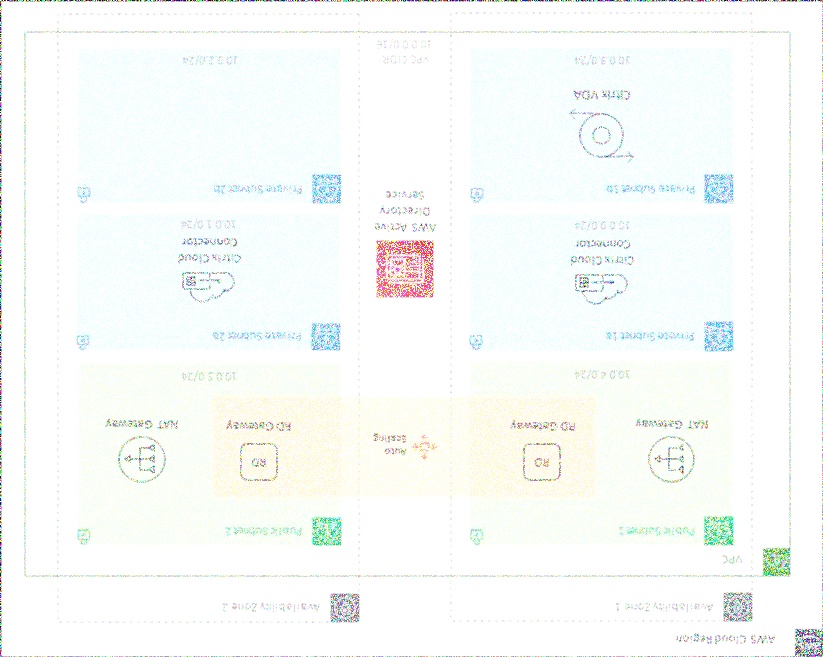 AWS Cloud Region
Availability Zone 1
Availability Zone 2
VPC
Public Subnet 1
Public Subnet 2
RD
RD
NAT Gateway
RD Gateway
Auto
Scaling
RD Gateway
NAT Gateway
10.0.4.0/24
10.0.5.0/24
Private Subnet 1a
Private Subnet 2a
Citrix Cloud
Connector
10.0.0.0/24
AWS Active
Directory
Service
Citrix Cloud
Connector
10.0.1.0/24
Private Subnet 1b
Private Subnet 2b
Citrix VDA
10.0.3.0/24
VPC CIDR
10.0.0.0/16
10.0.2.0/24